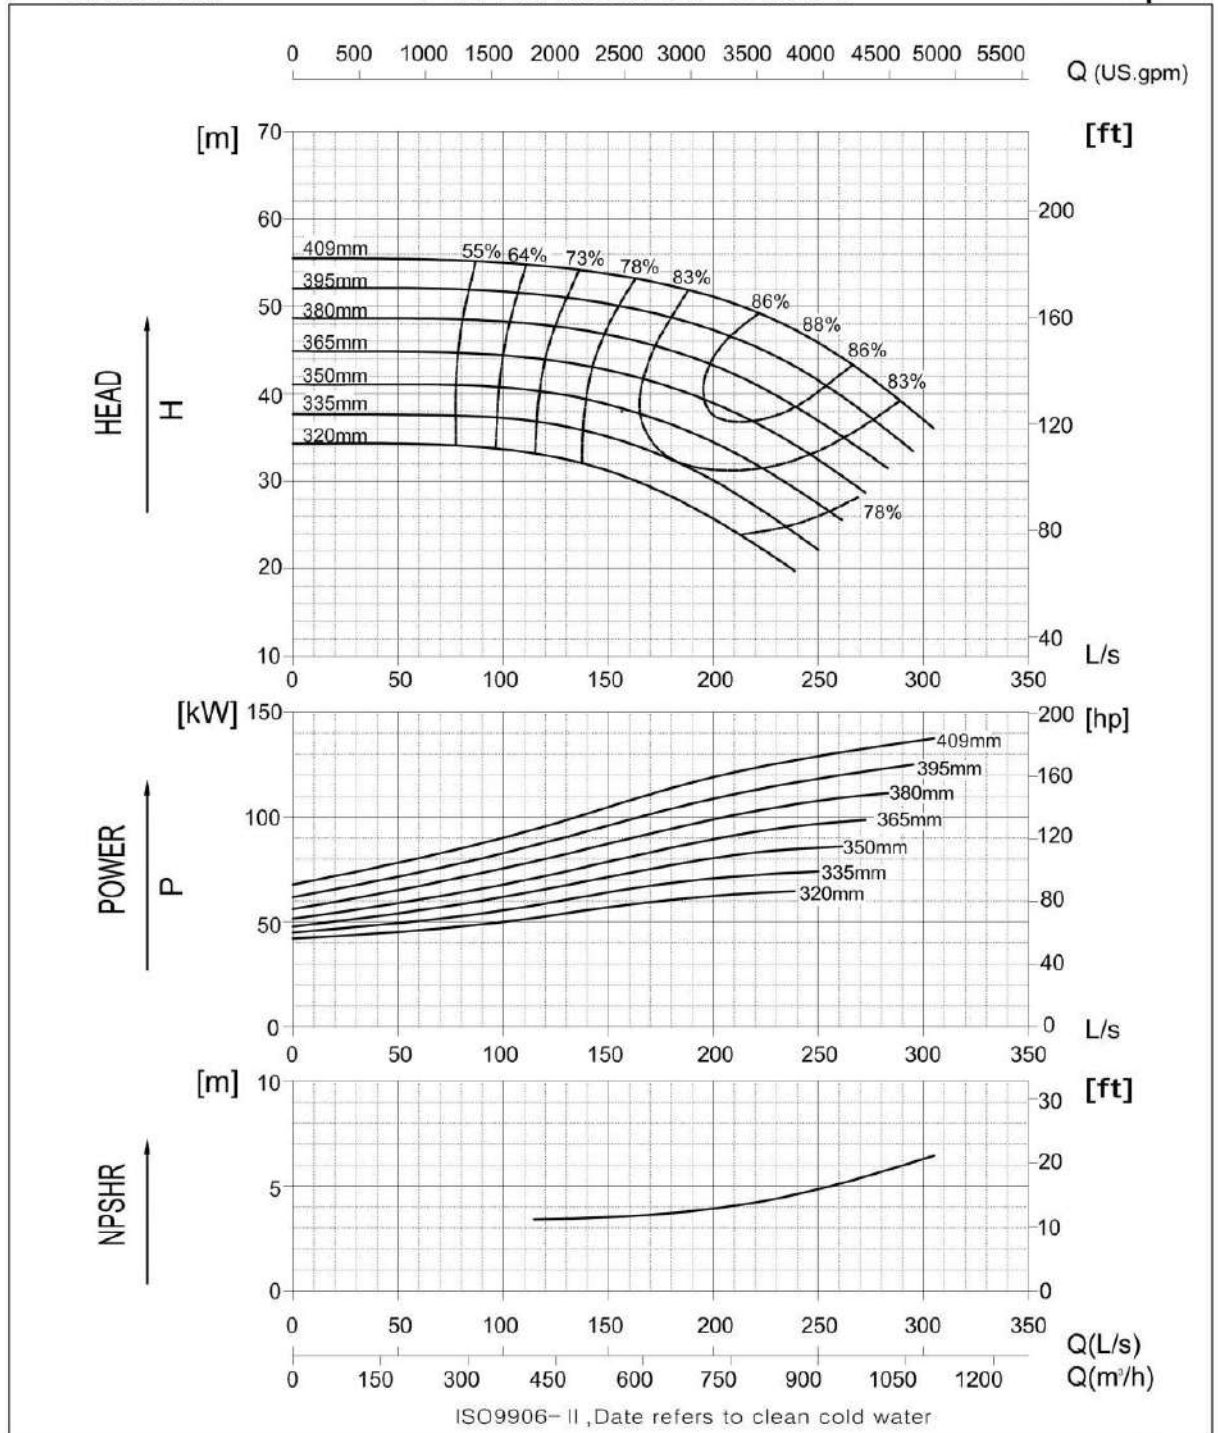 0 500 1000 1500 2000 2500 3000 3500 4000 4500 5000 5500
Q (US.gpm)
[m] 70 [ft]
60 200
409mm 55% 64% 73% 78% 83%
395mm
50 86% 160
380mm 88%
365mm 86%
350mm 83%
40
335mm 120
320mm
HEAD H
30
78%
80
20
10 40 L/s
0 50 100 150 200 250 300 350
[kW] 150 200 [hp]
409mm
395mm 160
380mm
100 365mm 120
350mm
335mm
320mm 80
POWER P
50
40
0 0 L/s
0 50 100 150 200 250 300 350
[m] 10 30 [ft]
20
NPSHR 5
10
0 0
0 50 100 150 200 250 300 350
Q(L/s)
0 150 300 450 600 750 900 1050 1200 Q(m³/h)
ISO9906-II ,Date refers to clean cold water